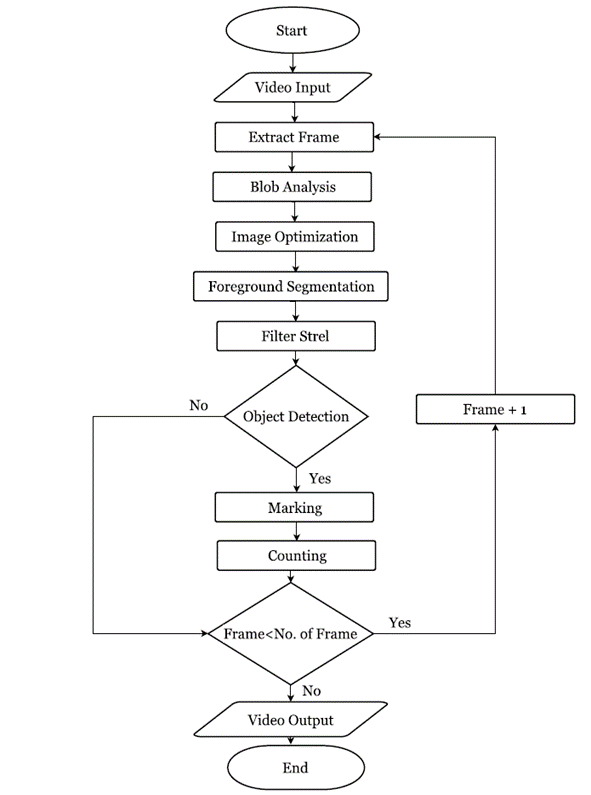 Start
Video Input
Extract Frame
Blob Analysis
Image Optimization
Foreground Segmentation
Filter Strel
No
Object Detection
Frame + 1
Yes
Marking
Counting
Frame<No. of Frame
Yes
No
Video Output
End